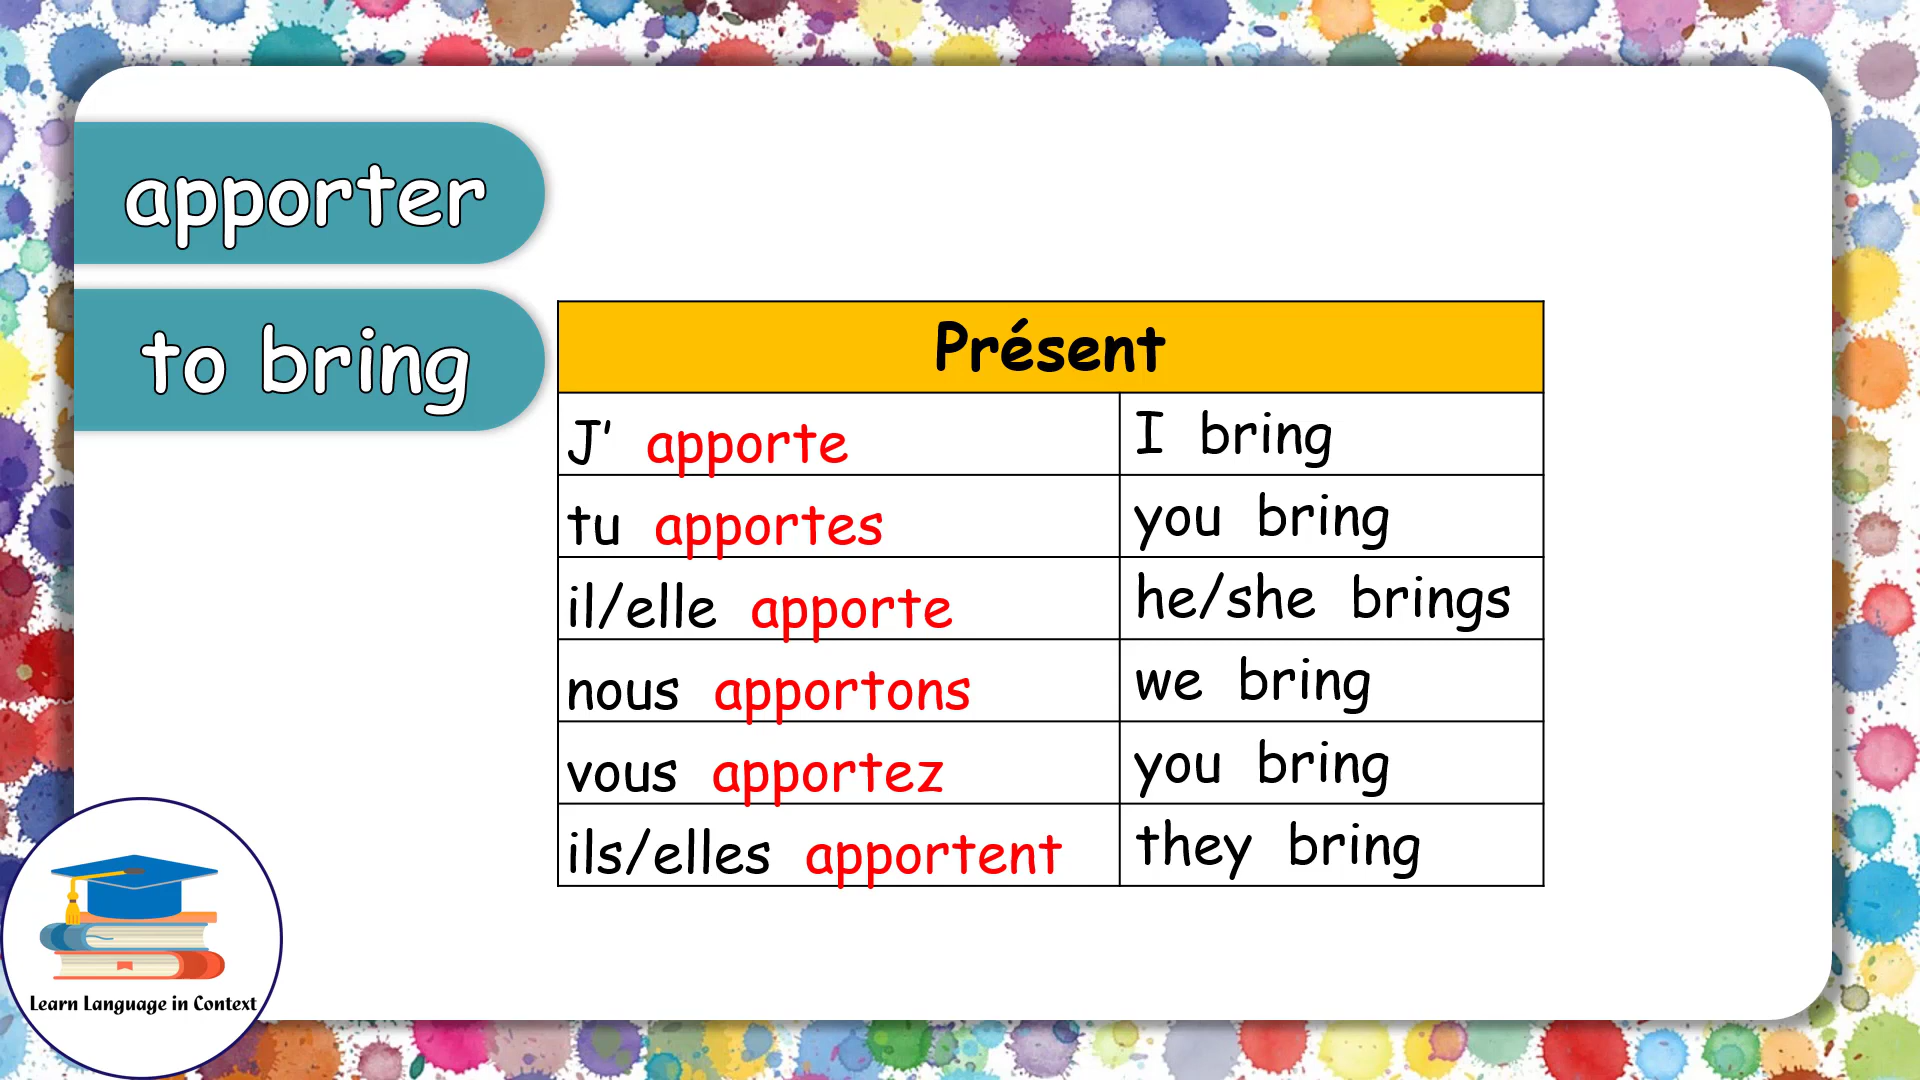 apporter
to bring
Présent
J' apporte I bring
tu apportes you bring
il/elle apporte he/she brings
nous apportons we bring
vous apportez you bring
ils/elles apportent they bring
Learn Language in Context